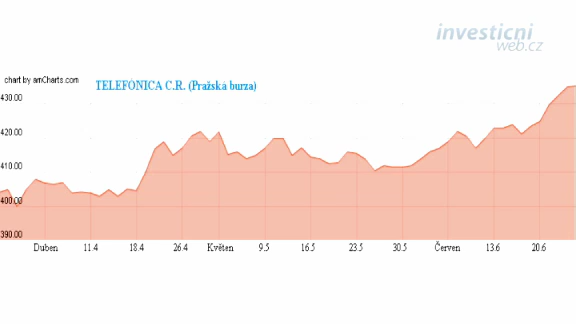 investicni
web.cz
chart by amCharts.com
TELEFÓNICA C.R. (Pražská burza)
430.00
420.00
410.00
400.00
390.00
Duben 11.4 18.4 26.4 Květen 9.5 16.5 23.5 30.5 Červen 13.6 20.6